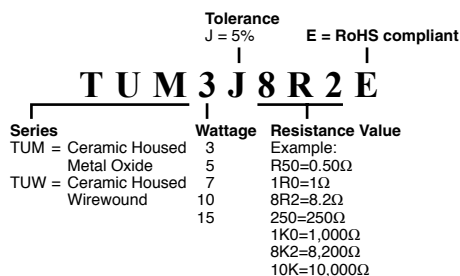 Tolerance
J = 5%
E = RoHS compliant
T U M 3 J 8 R 2 E
Series
TUM = Ceramic Housed
Metal Oxide
TUW = Ceramic Housed
Wirewound
Wattage
3
5
7
10
15
Resistance Value
Example:
R50=0.50Ω
1R0=1Ω
8R2=8.2Ω
250=250Ω
1K0=1,000Ω
8K2=8,200Ω
10K=10,000Ω